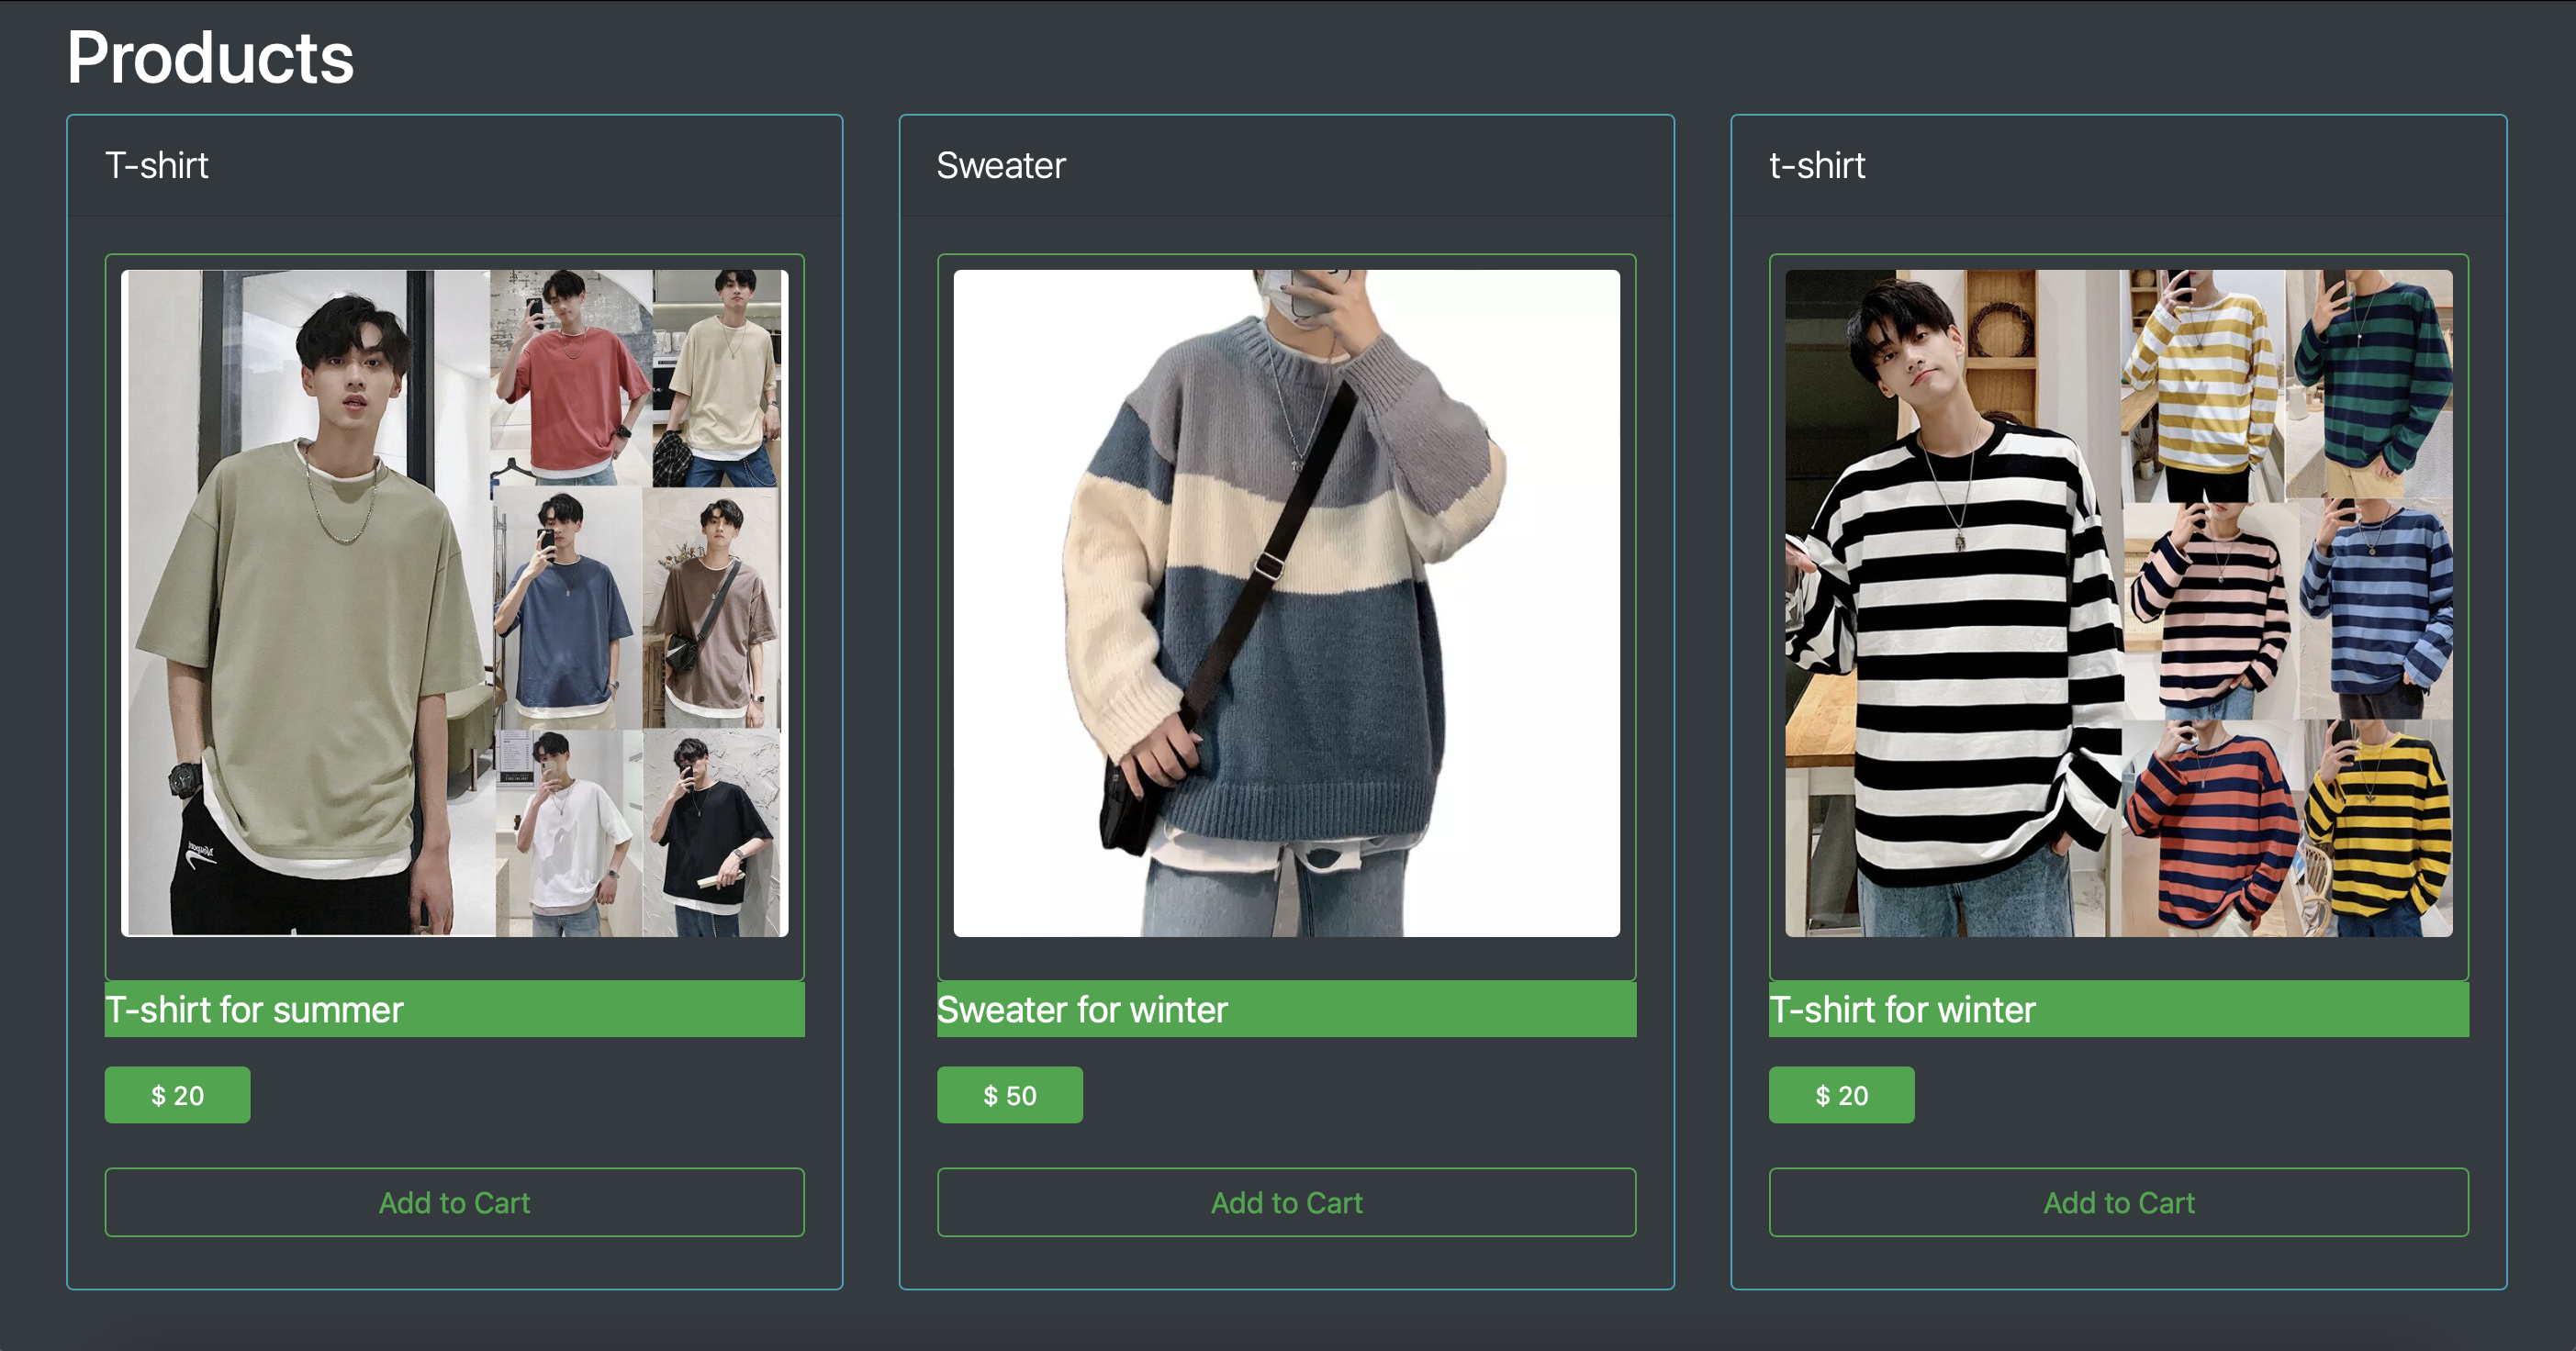 Products
T-shirt
Sweater
t-shirt
T-shirt for summer
Sweater for winter
T-shirt for winter
$ 20
$ 50
$ 20
Add to Cart
Add to Cart
Add to Cart